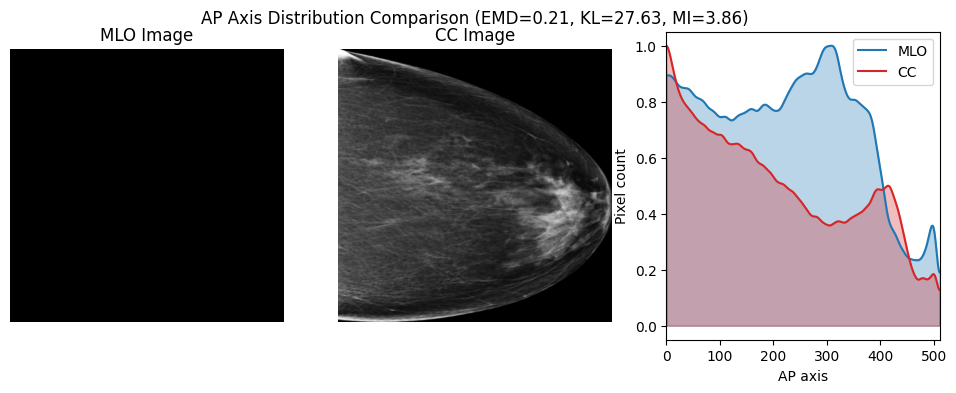 AP Axis Distribution Comparison (EMD=0.21, KL=27.63, MI=3.86)
MLO Image
CC Image
MLO
CC
Pixel count
1.0
0.8
0.6
0.4
0.2
0.0
0 100 200 300 400 500
AP axis